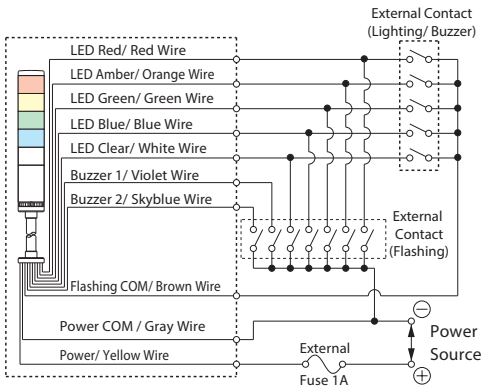 External Contact
(Lighting/ Buzzer)
LED Red/ Red Wire
LED Amber/ Orange Wire
LED Green/ Green Wire
LED Blue/ Blue Wire
LED Clear/ White Wire
Buzzer 1/ Violet Wire
Buzzer 2/ Skyblue Wire
External
Contact
(Flashing)
Flashing COM/ Brown Wire
Power COM / Gray Wire
Power/ Yellow Wire
External
Fuse 1A
−
Power
Source
+